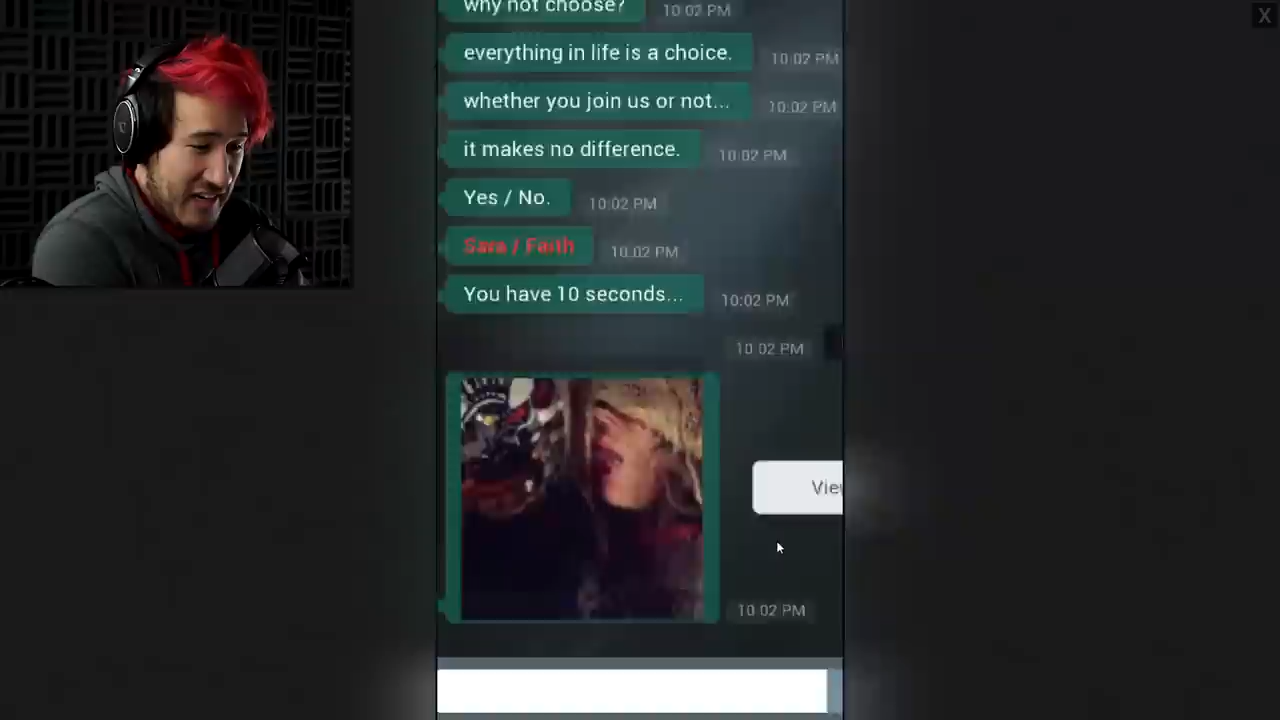 why not choose?
10:02 PM
everything in life is a choice.
10:02 PM
whether you join us or not...
10:02 PM
it makes no difference.
10:02 PM
Yes / No.
10:02 PM
Sara / Faith
10:02 PM
You have 10 seconds...
10:02 PM
10:02 PM
View
10:02 PM
X